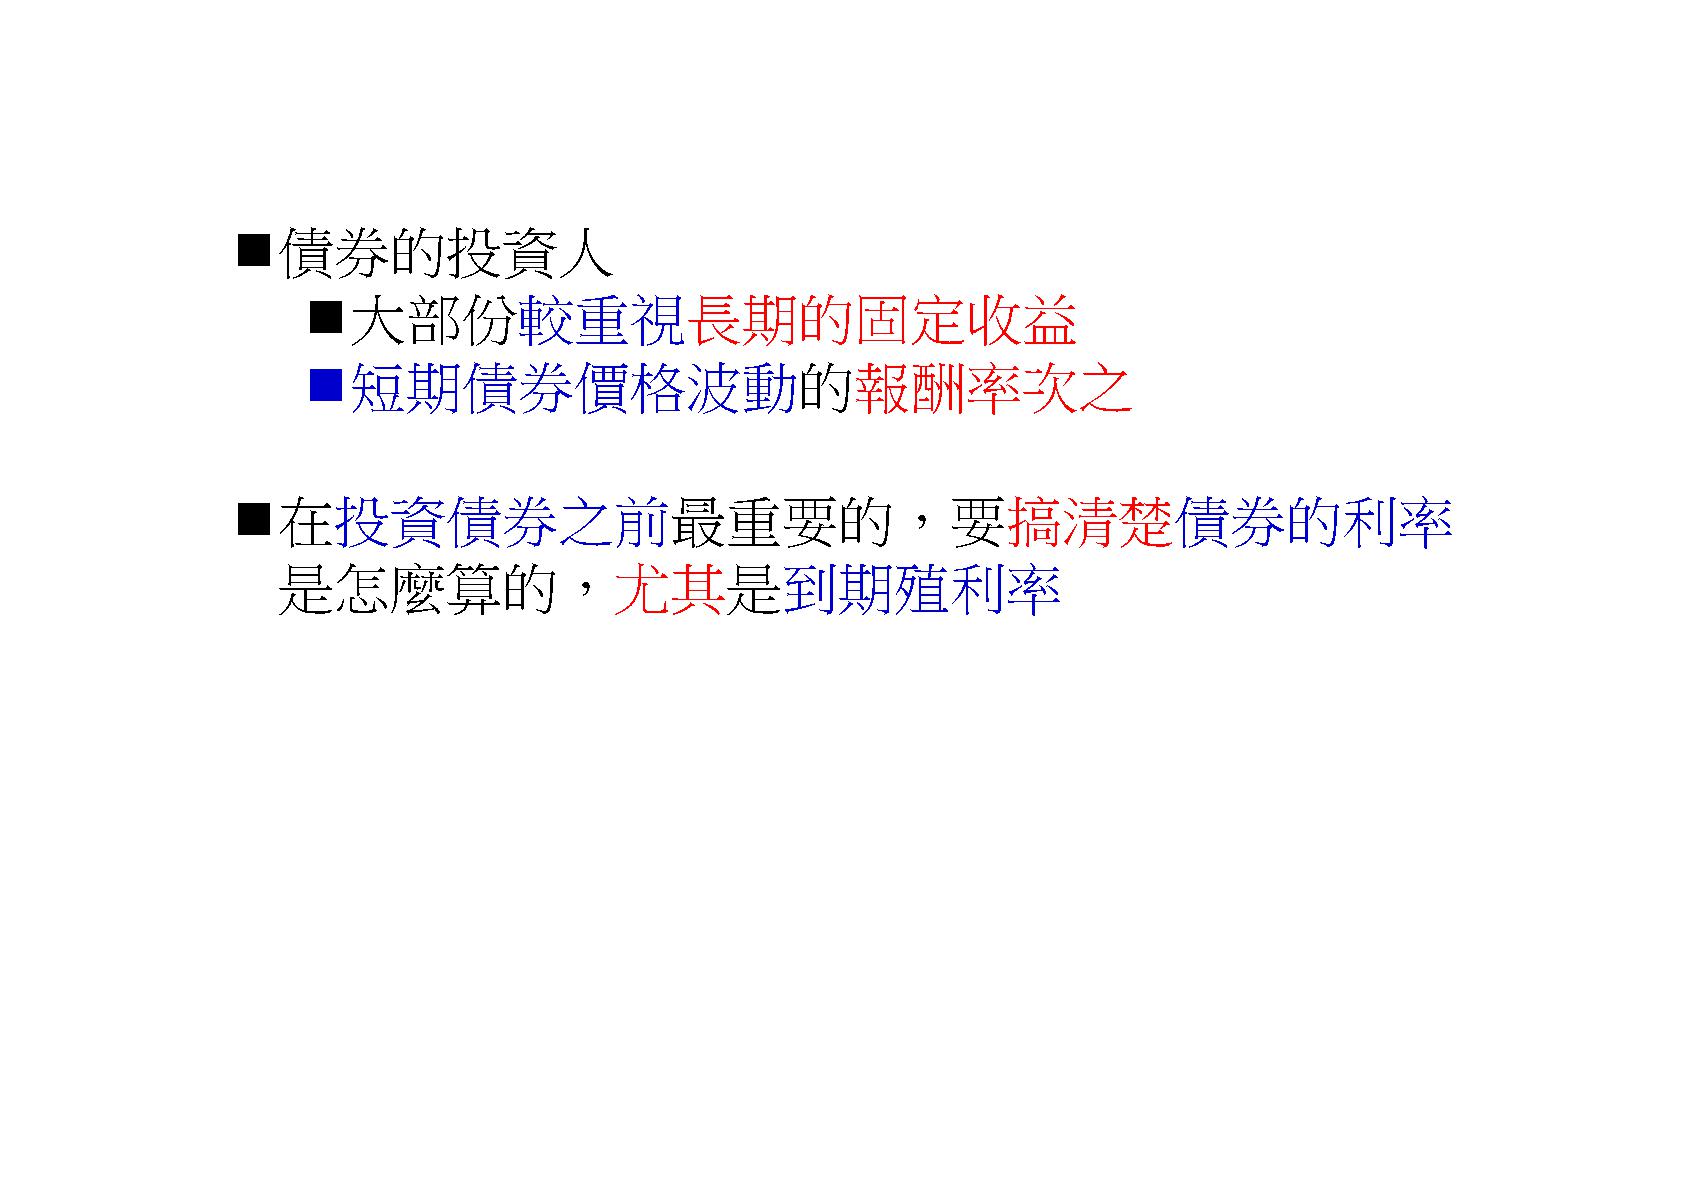 ■債券的投資人
■大部份較重視長期的固定收益
■短期債券價格波動的報酬率次之
■在投資債券之前最重要的，要搞清楚債券的利率
是怎麼算的，尤其是到期殖利率